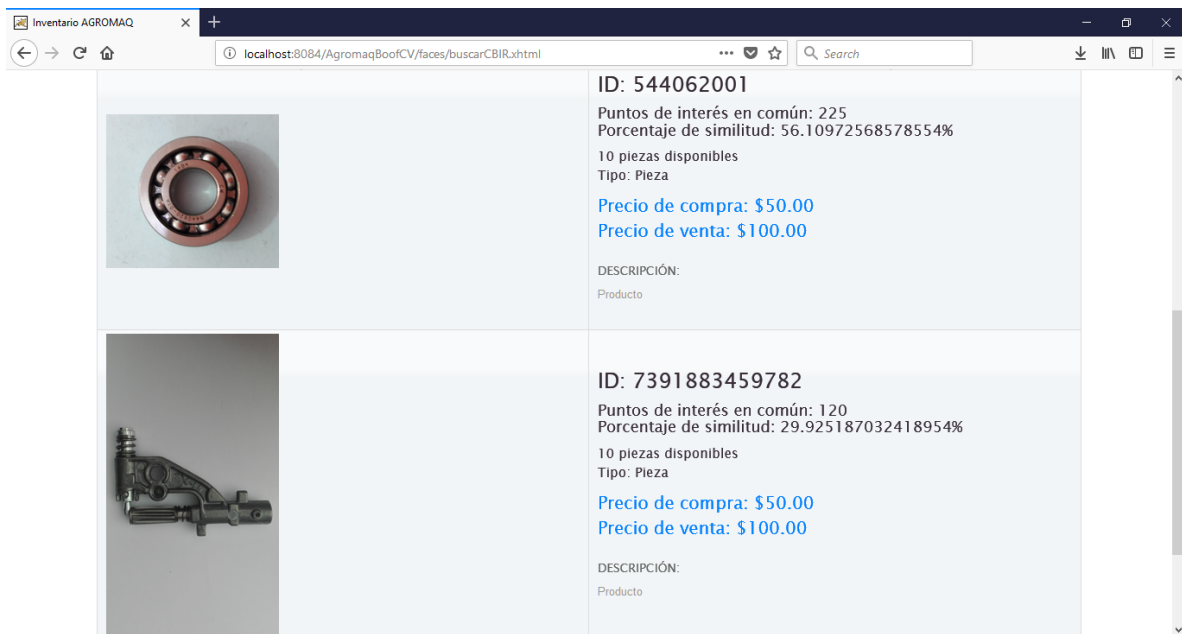 Inventario AGROMAQ
localhost:8084/AgromaqBoofCV/faces/buscarCBIR.xhtml
Search
ID: 544062001
Puntos de interés en común: 225
Porcentaje de similitud: 56.10972568578554%
10 piezas disponibles
Tipo: Pieza
Precio de compra: $50.00
Precio de venta: $100.00
DESCRIPCIÓN:
Producto
ID: 7391883459782
Puntos de interés en común: 120
Porcentaje de similitud: 29.925187032418954%
10 piezas disponibles
Tipo: Pieza
Precio de compra: $50.00
Precio de venta: $100.00
DESCRIPCIÓN:
Producto